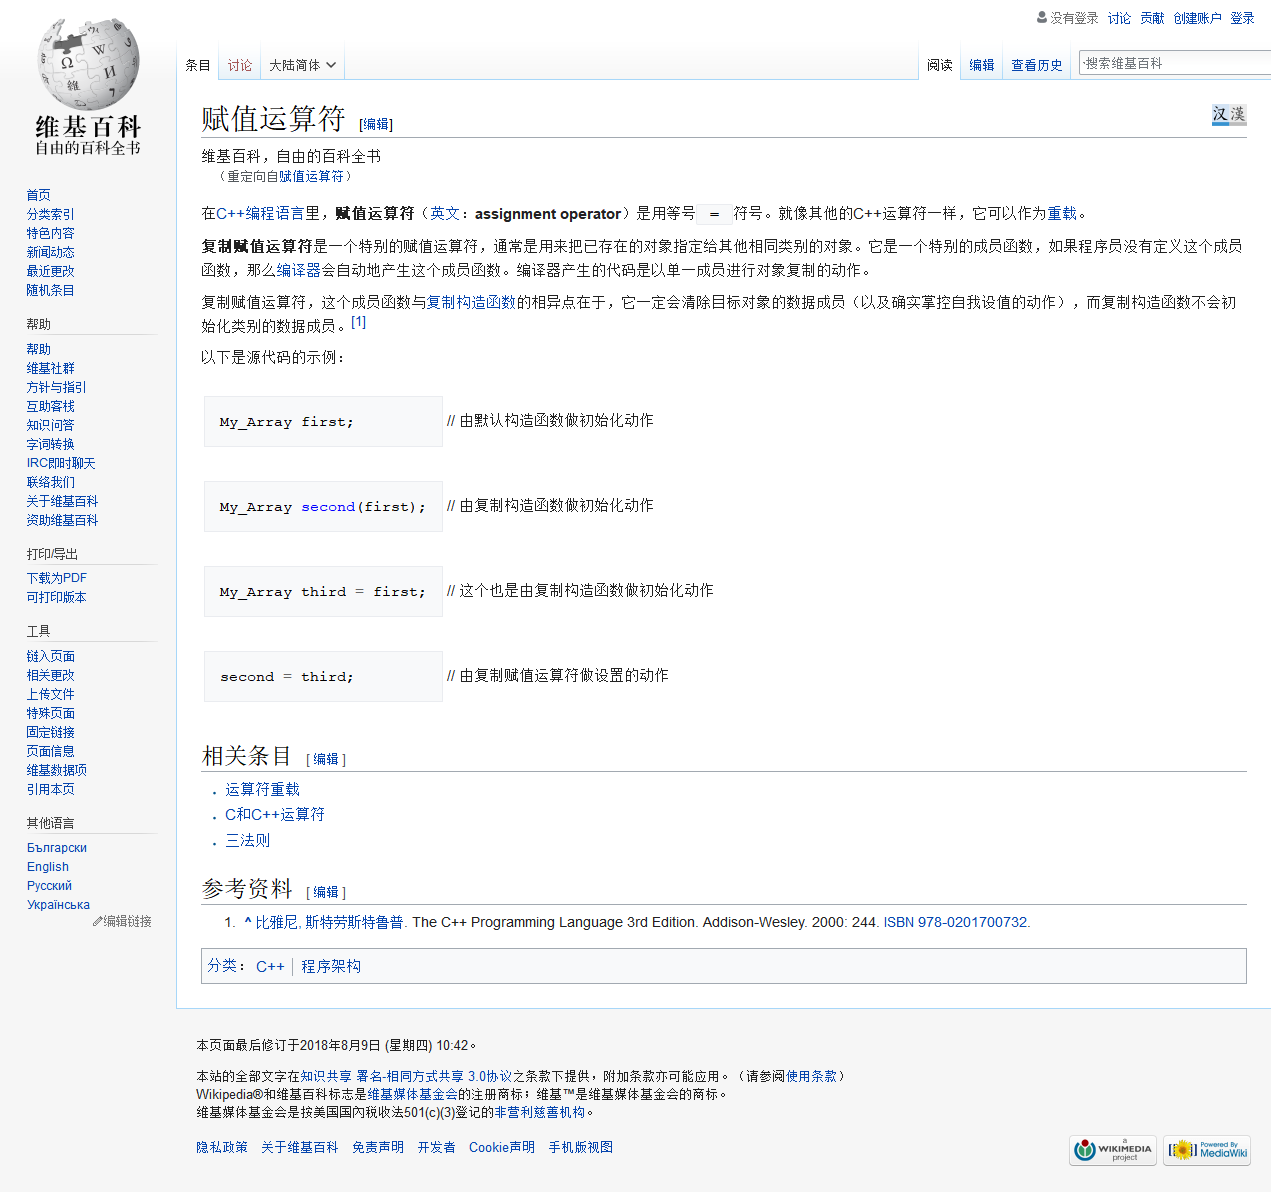 没有登录 讨论 贡献 创建账户 登录
条目 讨论 大陆简体 阅读 编辑 查看历史 搜索维基百科
维基百科
自由的百科全书
首页
分类索引
特色内容
新闻动态
最近更改
随机条目
帮助
帮助
维基社群
方针与指引
互助客栈
知识问答
字词转换
IRC即时聊天
联络我们
关于维基百科
资助维基百科
打印/导出
下载为PDF
可打印版本
工具
链入页面
相关更改
上传文件
特殊页面
固定链接
页面信息
维基数据项
引用本页
其他语言
Български
English
Русский
Українська
编辑链接
赋值运算符 [编辑]
汉 漢
维基百科，自由的百科全书
（重定向自赋值运算符）
在C++编程语言里，赋值运算符（英文：assignment operator）是用等号 = 符号。就像其他的C++运算符一样，它可以作为重载。
复制赋值运算符是一个特别的赋值运算符，通常是用来把已存在的对象指定给其他相同类别的对象。它是一个特别的成员函数，如果程序员没有定义这个成员
函数，那么编译器会自动地产生这个成员函数。编译器产生的代码是以单一成员进行对象复制的动作。
复制赋值运算符，这个成员函数与复制构造函数的相异点在于，它一定会清除目标对象的数据成员（以及确实掌控自我设值的动作），而复制构造函数不会初
始化类别的数据成员。[1]
以下是源代码的示例：
My_Array first; // 由默认构造函数做初始化动作
My_Array second(first); // 由复制构造函数做初始化动作
My_Array third = first; // 这个也是由复制构造函数做初始化动作
second = third; // 由复制赋值运算符做设置的动作
相关条目 [ 编辑 ]
运算符重载
C和C++运算符
三法则
参考资料 [ 编辑 ]
1. ^ 比雅尼, 斯特劳斯特鲁普. The C++ Programming Language 3rd Edition. Addison-Wesley. 2000: 244. ISBN 978-0201700732.
分类： C++ 程序架构
本页面最后修订于2018年8月9日 (星期四) 10:42。
本站的全部文字在知识共享 署名-相同方式共享 3.0协议之条款下提供，附加条款亦可能应用。（请参阅使用条款）
Wikipedia®和维基百科标志是维基媒体基金会的注册商标；维基™是维基媒体基金会的商标。
维基媒体基金会是按美国国內稅收法501(c)(3)登记的非营利慈善机构。
隐私政策 关于维基百科 免责声明 开发者 Cookie声明 手机版视图
a WIKIMEDIA project
Powered By MediaWiki